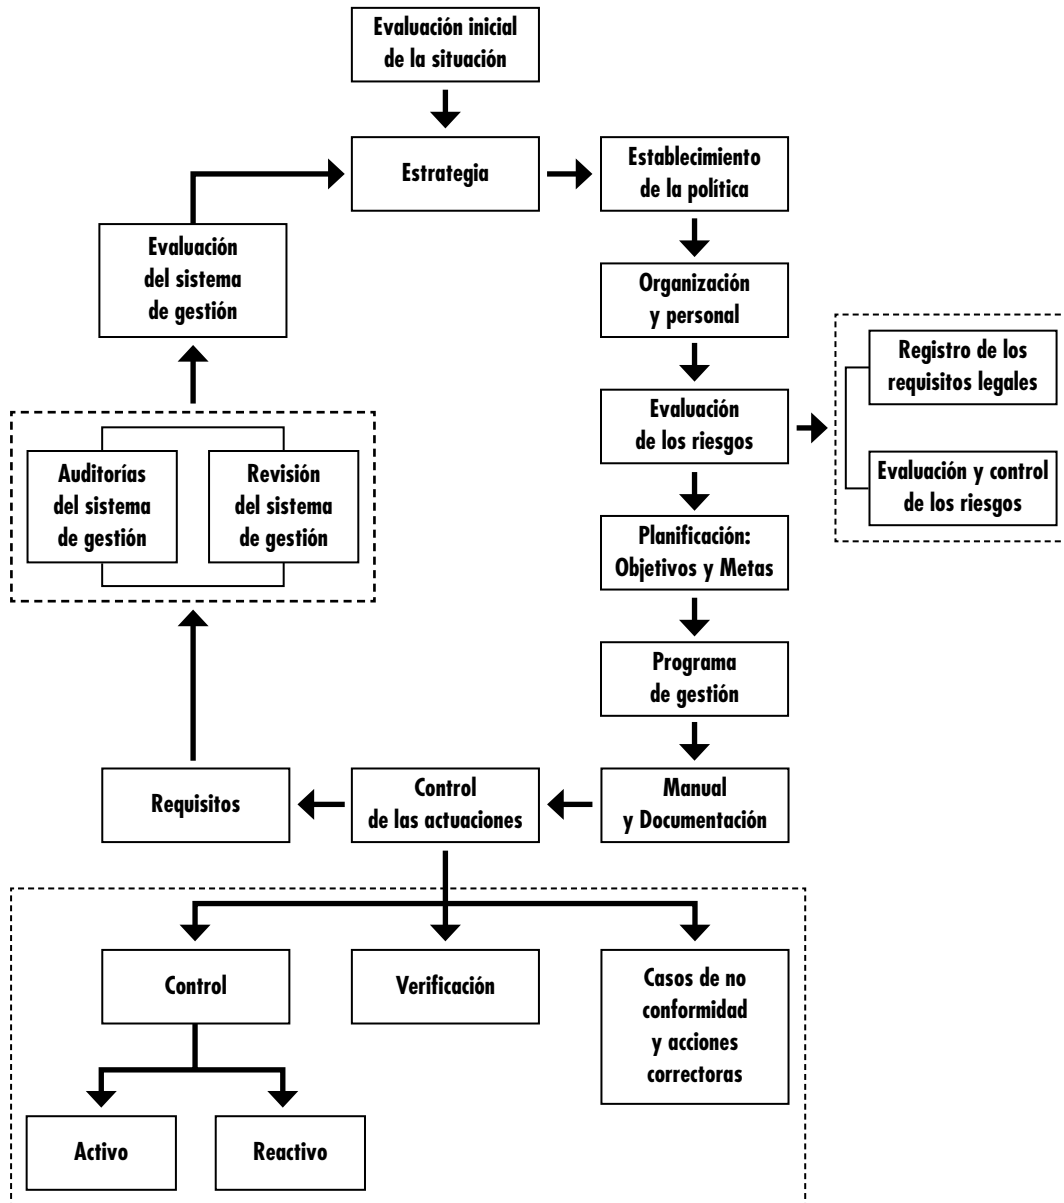 Evaluación inicial
de la situación
Estrategia
Establecimiento
de la política
Evaluación
del sistema
de gestión
Organización
y personal
Registro de los
requisitos legales
Evaluación
de los riesgos
Evaluación y control
de los riesgos
Auditorías
del sistema
de gestión
Revisión
del sistema
de gestión
Planificación:
Objetivos y Metas
Programa
de gestión
Manual
y Documentación
Control
de las actuaciones
Requisitos
Control
Verificación
Casos de no
conformidad
y acciones
correctoras
Activo
Reactivo